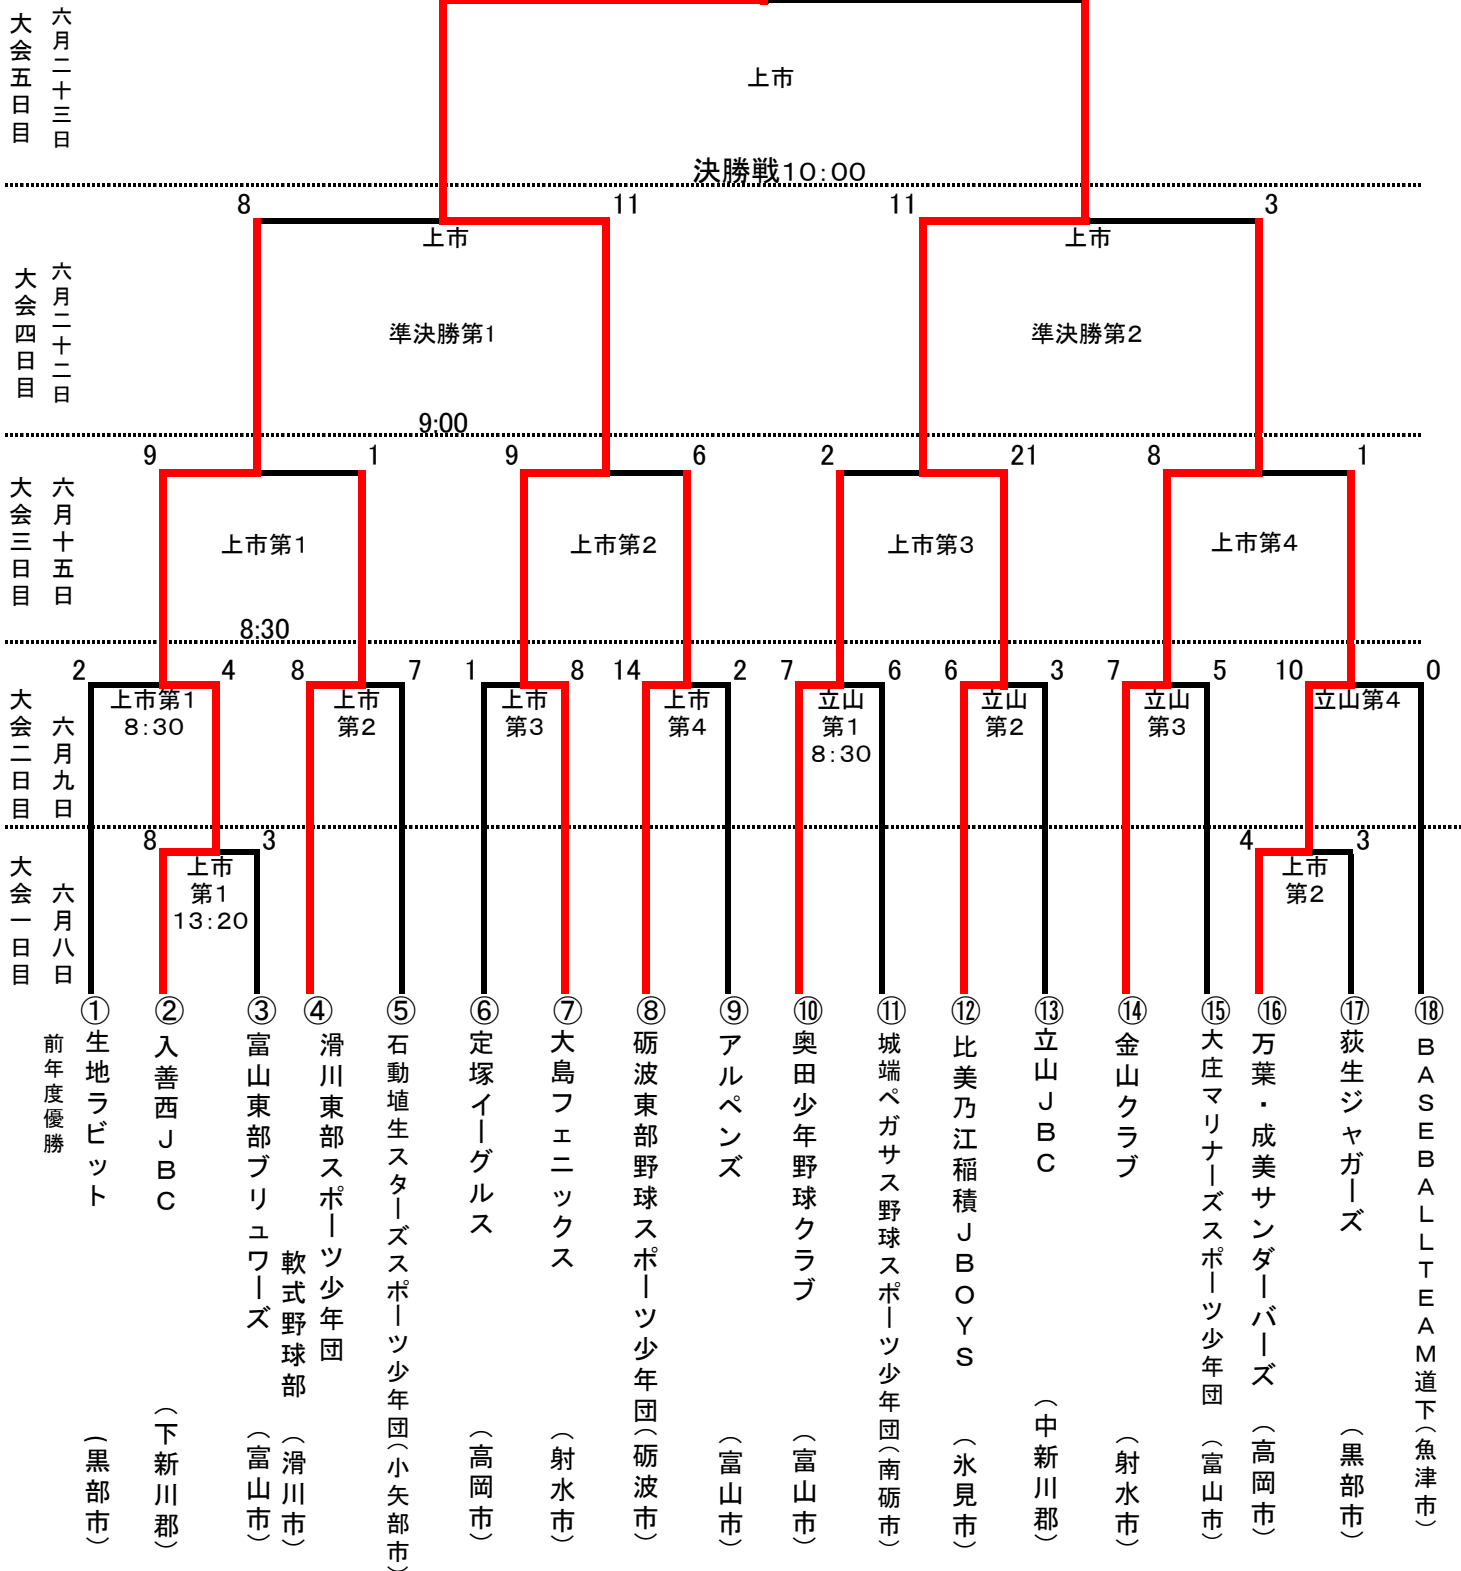 大会五日目
六月二十三日
上市
決勝戦10:00
8
11
11
3
上市
上市
大会四日目
六月二十二日
準決勝第1
準決勝第2
9:00
9
1
9
6
2
21
8
1
大会三日目
六月十五日
上市第1
上市第2
上市第3
上市第4
8:30
2
4
8
7
1
8
14
2
7
6
6
3
7
5
10
0
大会二日目
六月九日
上市第1
8:30
上市
第2
上市
第3
上市
第4
立山
第1
8:30
立山
第2
立山
第3
立山第4
8
3
4
3
大会一日目
六月八日
上市
第1
13:20
上市
第2
①
生地ラビット
前年度優勝
(黒部市)
②
入善西JBC
(下新川郡)
③
富山東部ブリュワーズ
(富山市)
④
滑川東部スポーツ少年団
軟式野球部
(滑川市)
⑤
石動埴生スターズスポーツ少年団(小矢部市)
⑥
定塚イーグルス
(高岡市)
⑦
大島フェニックス
(射水市)
⑧
砺波東部野球スポーツ少年団(砺波市)
⑨
アルペンズ
(富山市)
⑩
奥田少年野球クラブ
(富山市)
⑪
城端ペガサス野球スポーツ少年団(南砺市)
⑫
比美乃江稲積JBOYS
(氷見市)
⑬
立山JBC
(中新川郡)
⑭
金山クラブ
(射水市)
⑮
大庄マリナーズスポーツ少年団
(富山市)
⑯
万葉・成美サンダーバーズ
(高岡市)
⑰
荻生ジャガーズ
(黒部市)
⑱
BASEBALLTEAM道下(魚津市)